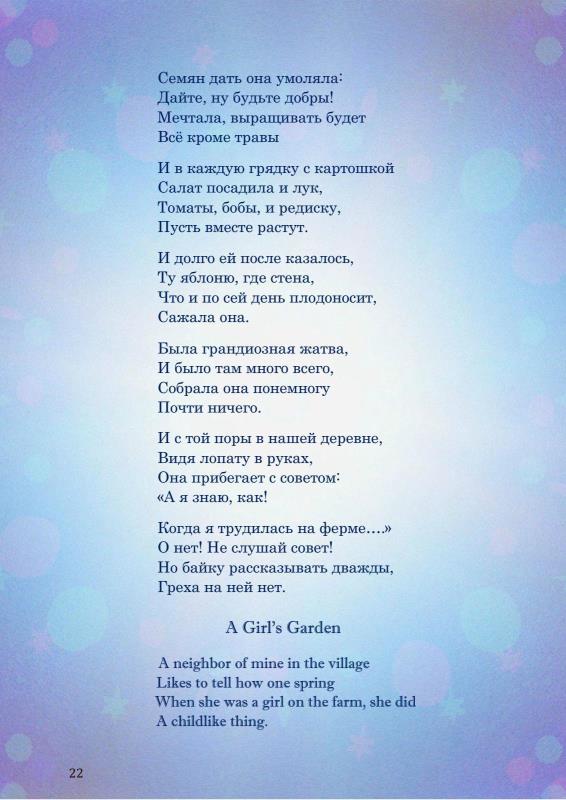 Семян дать она умоляла:
Дайте, ну будьте добры!
Мечтала, выращивать будет
Всё кроме травы
И в каждую грядку с картошкой
Салат посадила и лук,
Томаты, бобы, и редиску,
Пусть вместе растут.
И долго ей после казалось,
Ту яблоню, где стена,
Что и по сей день плодоносит,
Сажала она.
Была грандиозная жатва,
И было там много всего,
Собрала она понемногу
Почти ничего.
И с той поры в нашей деревне,
Видя лопату в руках,
Она прибегает с советом:
«А я знаю, как!
Когда я трудилась на ферме….»
О нет! Не слушай совет!
Но байку рассказывать дважды,
Греха на ней нет.
A Girl’s Garden
A neighbor of mine in the village
Likes to tell how one spring
When she was a girl on the farm, she did
A childlike thing.
22